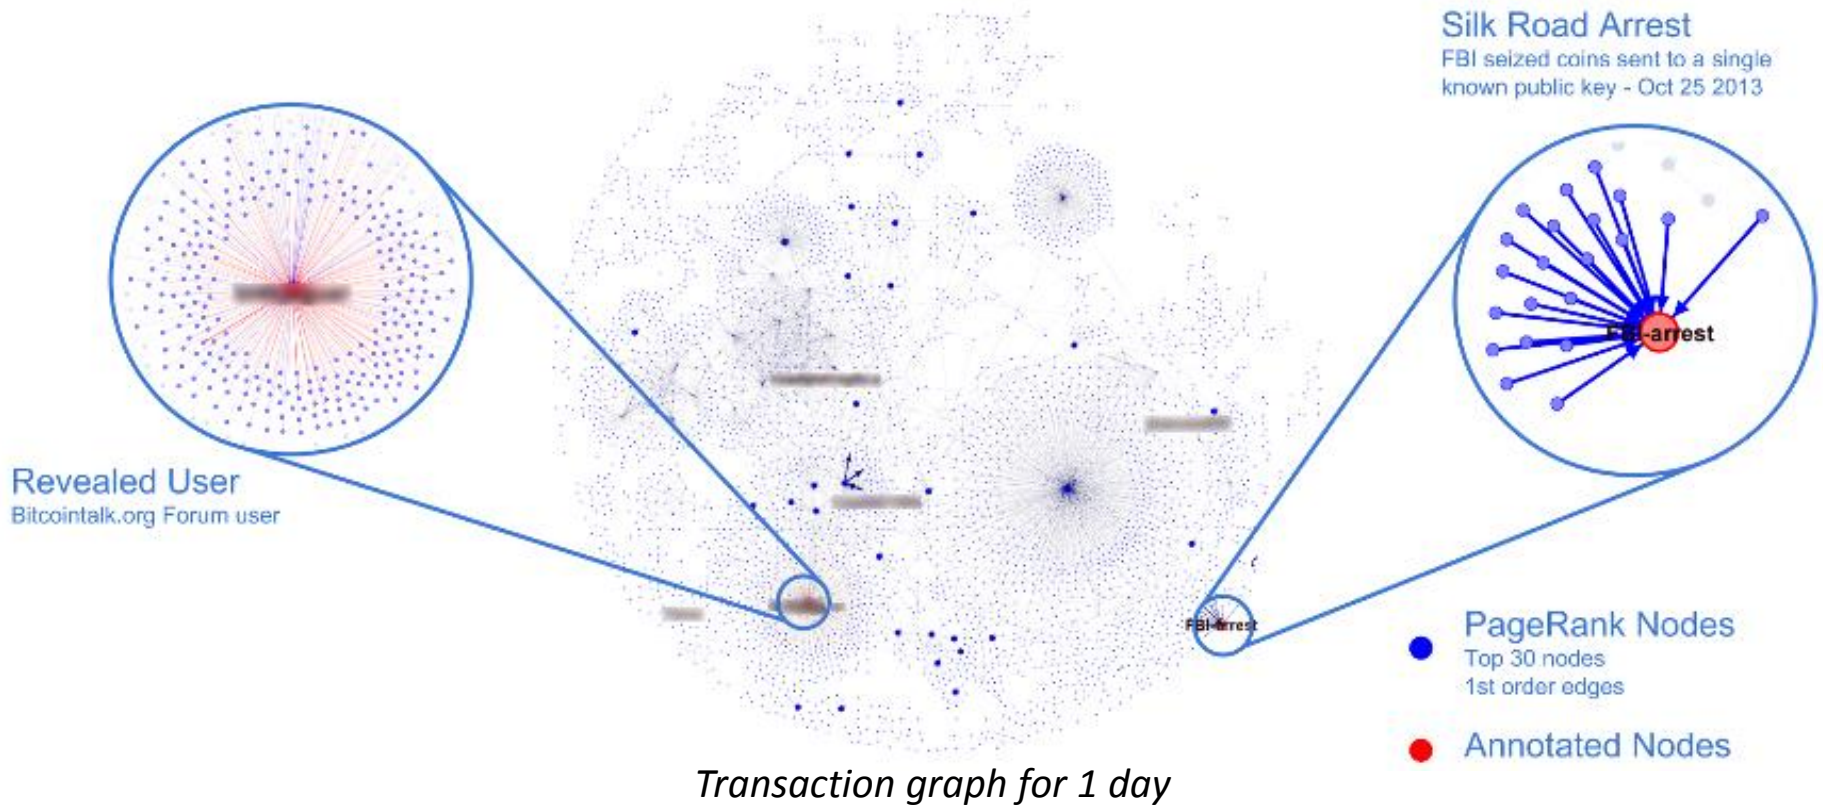 Silk Road Arrest
FBI seized coins sent to a single
known public key - Oct 25 2013
FBI-arrest
Revealed User
Bitcointalk.org Forum user
FBI-arrest
PageRank Nodes
Top 30 nodes
1st order edges
Annotated Nodes
Transaction graph for 1 day